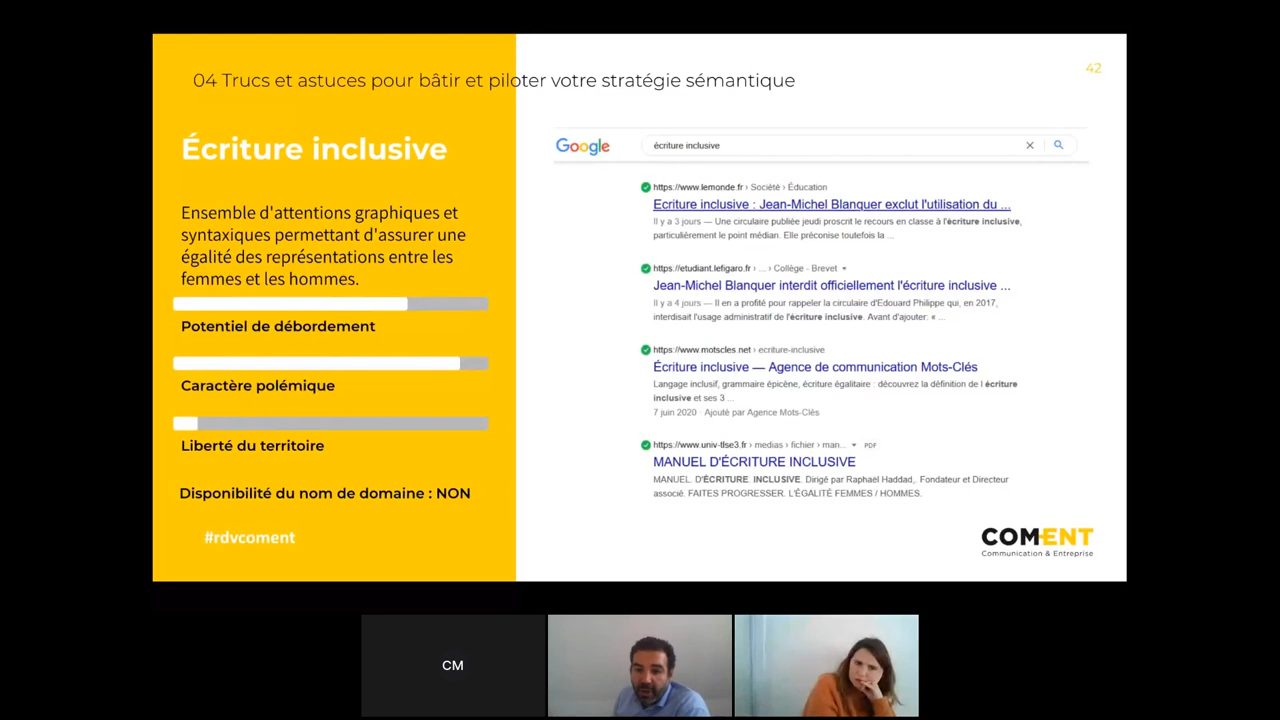 04 Trucs et astuces pour bâtir et piloter votre stratégie sémantique
42
Écriture inclusive
Ensemble d'attentions graphiques et
syntaxiques permettant d'assurer une
égalité des représentations entre les
femmes et les hommes.
Potentiel de débordement
Caractère polémique
Liberté du territoire
Disponibilité du nom de domaine : NON
#rdvcoment
Google
écriture inclusive
https://www.lemonde.fr › Société › Éducation
Ecriture inclusive : Jean-Michel Blanquer exclut l'utilisation du ...
Il y a 3 jours — Une circulaire publiée jeudi proscrit le recours en classe à l'écriture inclusive,
particulièrement le point médian. Elle préconise toutefois la ...
https://etudiant.lefigaro.fr › ... › Collège - Brevet
Jean-Michel Blanquer interdit officiellement l'écriture inclusive ...
Il y a 4 jours — Il en a profité pour rappeler la circulaire d'Edouard Philippe qui, en 2017,
interdisait l'usage administratif de l'écriture inclusive. Avant d'ajouter: « ...
https://www.motscles.net › ecriture-inclusive
Écriture inclusive — Agence de communication Mots-Clés
Langage inclusif, grammaire épicène, écriture égalitaire : découvrez la définition de l écriture
inclusive et ses 3 ...
7 juin 2020 · Ajouté par Agence Mots-Clés
https://www.univ-tlse3.fr › medias › fichier › man... PDF
MANUEL D'ÉCRITURE INCLUSIVE
MANUEL. D'ÉCRITURE. INCLUSIVE. Dirigé par Raphaël Haddad,. Fondateur et Directeur
associé. FAITES PROGRESSER. L'ÉGALITÉ FEMMES / HOMMES.
COM-ENT
Communication & Entreprise
CM